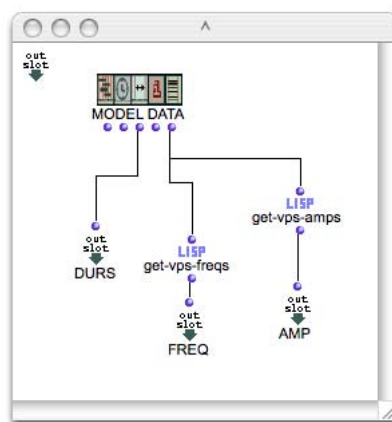 ^
out
slot
MODEL DATA
LISP
get-vps-amps
out
slot
DURS
LISP
get-vps-freqs
out
slot
AMP
out
slot
FREQ